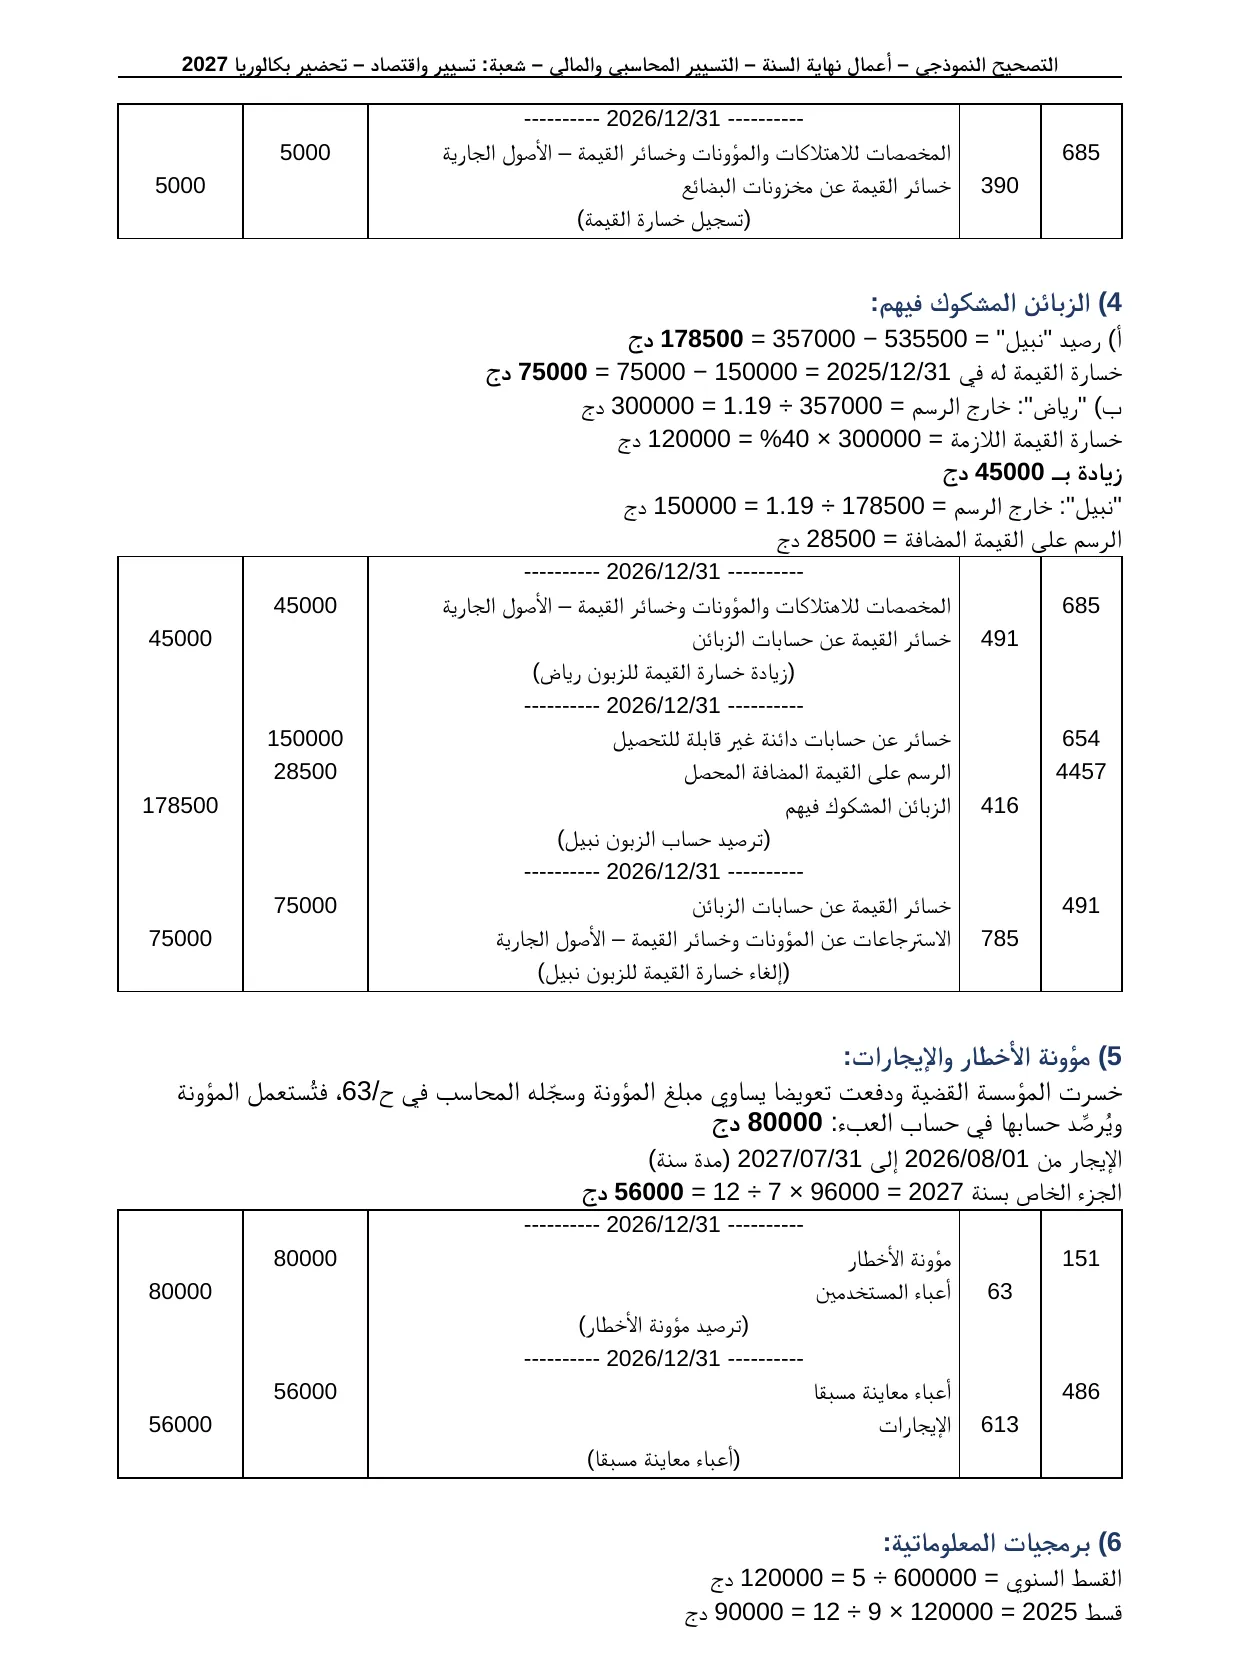 التصحيح النموذجي – أعمال نهاية السنة – التسيير المحاسبي والمالي – شعبة: تسيير واقتصاد – تحضير بكالوريا 2027
---------- 2026/12/31 ----------
685 المخصصات للاهتلاكات والمؤونات وخسائر القيمة – الأصول الجارية 5000
390 خسائر القيمة عن مخزونات البضائع 5000
(تسجيل خسارة القيمة)
4) الزبائن المشكوك فيهم:
أ) رصيد "نبيل" = 535500 − 357000 = 178500 دج
خسارة القيمة له في 2025/12/31 = 150000 − 75000 = 75000 دج
ب) "رياض": خارج الرسم = 357000 ÷ 1.19 = 300000 دج
خسارة القيمة اللازمة = 300000 × 40% = 120000 دج
زيادة بـ 45000 دج
"نبيل": خارج الرسم = 178500 ÷ 1.19 = 150000 دج
الرسم على القيمة المضافة = 28500 دج
---------- 2026/12/31 ----------
685 المخصصات للاهتلاكات والمؤونات وخسائر القيمة – الأصول الجارية 45000
491 خسائر القيمة عن حسابات الزبائن 45000
(زيادة خسارة القيمة للزبون رياض)
---------- 2026/12/31 ----------
654 خسائر عن حسابات دائنة غير قابلة للتحصيل 150000
4457 الرسم على القيمة المضافة المحصل 28500
416 الزبائن المشكوك فيهم 178500
(ترصيد حساب الزبون نبيل)
---------- 2026/12/31 ----------
491 خسائر القيمة عن حسابات الزبائن 75000
785 الاسترجاعات عن المؤونات وخسائر القيمة – الأصول الجارية 75000
(إلغاء خسارة القيمة للزبون نبيل)
5) مؤونة الأخطار والإيجارات:
خسرت المؤسسة القضية ودفعت تعويضا يساوي مبلغ المؤونة وسجّله المحاسب في ح/63، فتُستعمل المؤونة
ويُرصَّد حسابها في حساب العبء: 80000 دج
الإيجار من 2026/08/01 إلى 2027/07/31 (مدة سنة)
الجزء الخاص بسنة 2027 = 96000 × 7 ÷ 12 = 56000 دج
---------- 2026/12/31 ----------
151 مؤونة الأخطار 80000
63 أعباء المستخدمين 80000
(ترصيد مؤونة الأخطار)
---------- 2026/12/31 ----------
486 أعباء معاينة مسبقا 56000
613 الإيجارات 56000
(أعباء معاينة مسبقا)
6) برمجيات المعلوماتية:
القسط السنوي = 600000 ÷ 5 = 120000 دج
قسط 2025 = 120000 × 9 ÷ 12 = 90000 دج